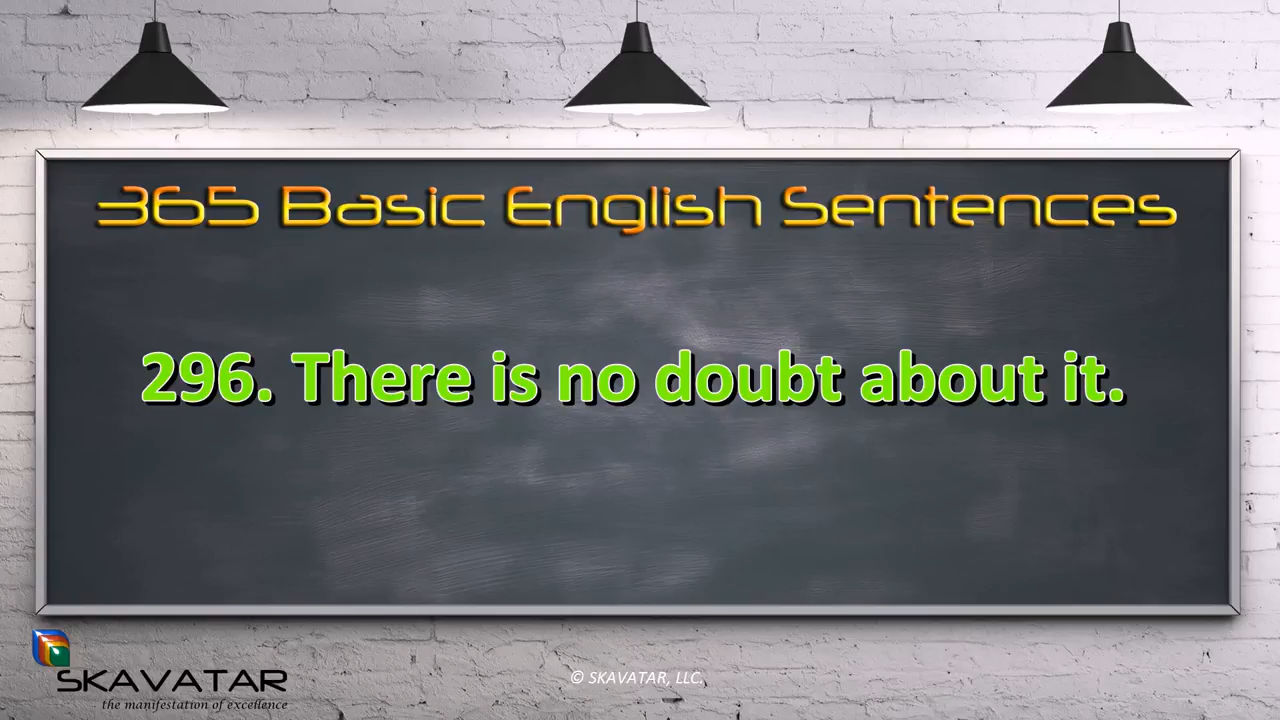 365 Basic English Sentences
296. There is no doubt about it.
SKAVATAR
the manifestation of excellence
© SKAVATAR, LLC.